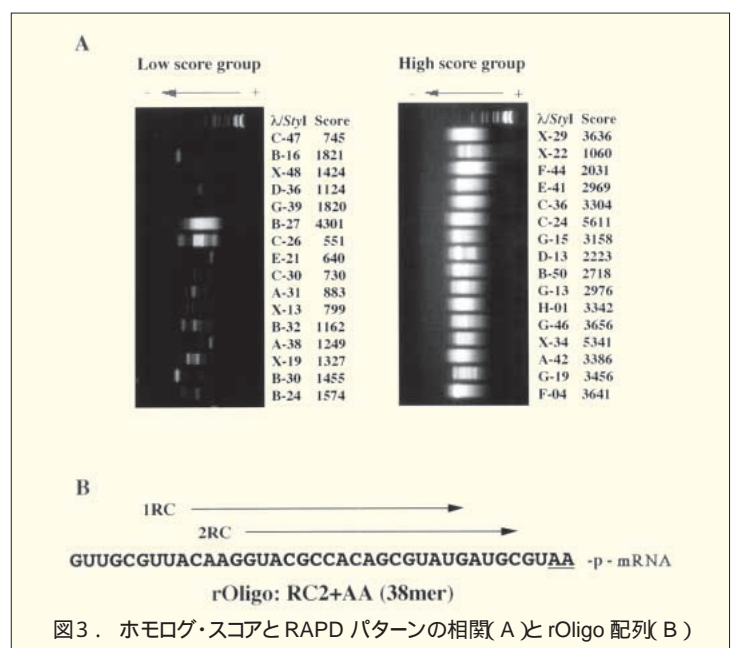 A
Low score group
High score group
- +
- +
λ/StyI Score
C-47 745
B-16 1821
X-48 1424
D-36 1124
G-39 1820
B-27 4301
C-26 551
E-21 640
C-30 730
A-31 883
X-13 799
B-32 1162
A-38 1249
X-19 1327
B-30 1455
B-24 1574
λ/StyI Score
X-29 3636
X-22 1060
F-44 2031
E-41 2969
C-36 3304
C-24 5611
G-15 3158
D-13 2223
B-50 2718
G-13 2976
H-01 3342
G-46 3656
X-34 5341
A-42 3386
G-19 3456
F-04 3641
B
1RC
2RC
GUUGCGUUACAAGGUACGCCACAGCGUAUGAUGCGUAA -p - mRNA
rOligo: RC2+AA (38mer)
図3． ホモログ・スコアと RAPD パターンの相関( A )と rOligo 配列( B )